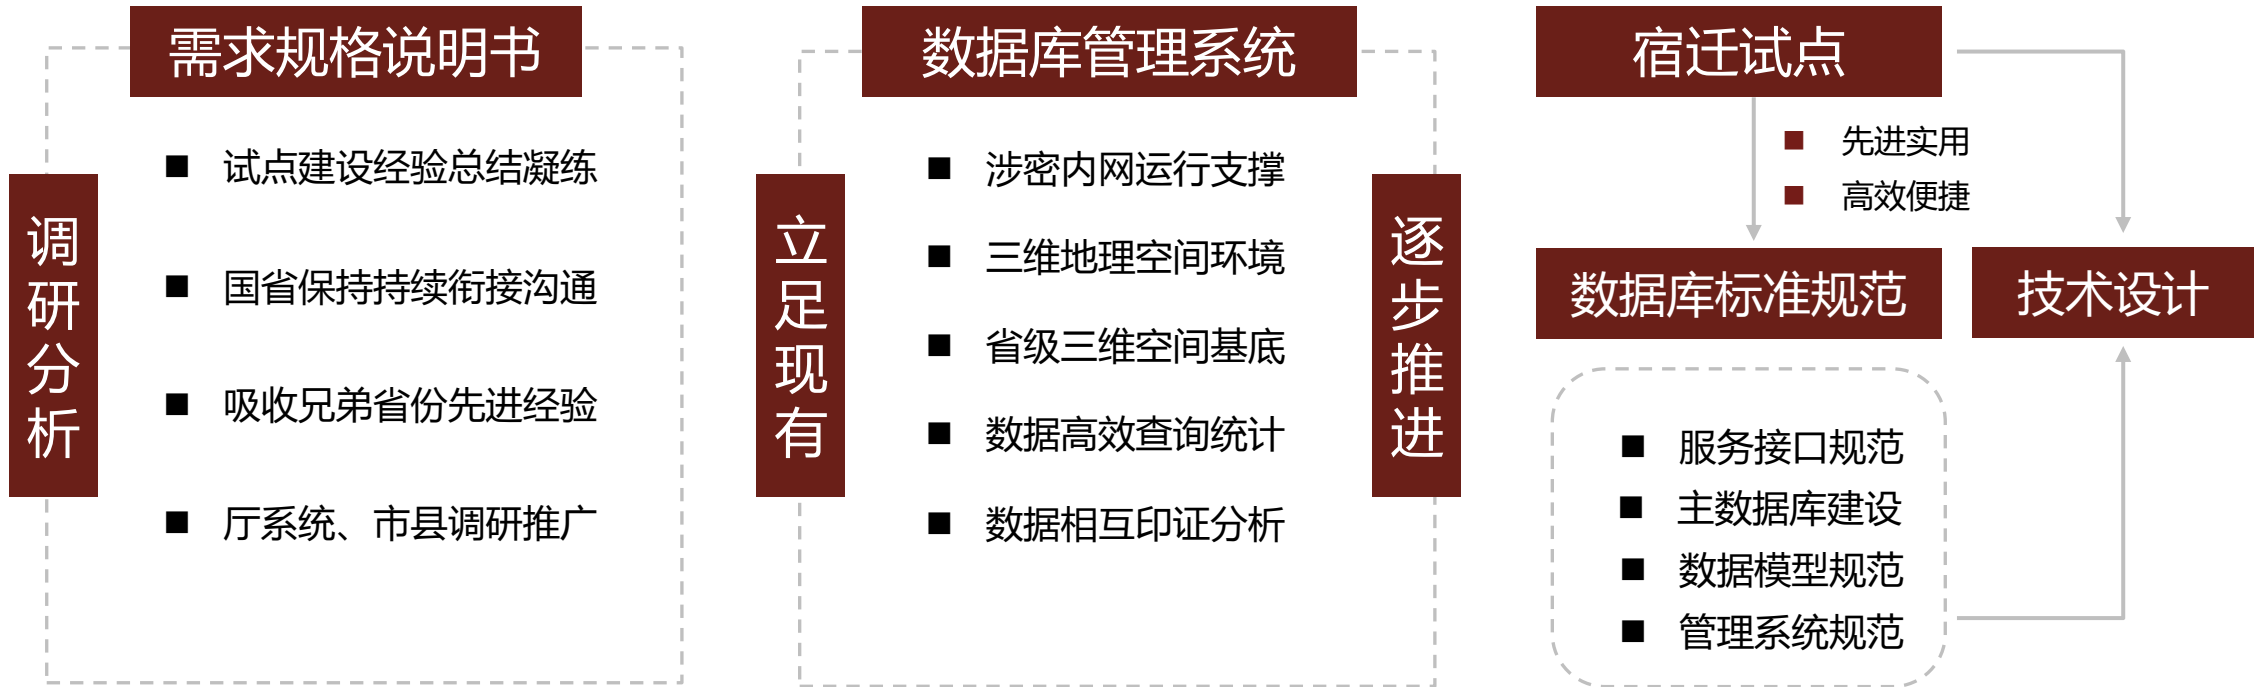 需求规格说明书
调研分析
试点建设经验总结凝练
国省保持持续衔接沟通
吸收兄弟省份先进经验
厅系统、市县调研推广
数据库管理系统
立足现有
涉密内网运行支撑
三维地理空间环境
省级三维空间基底
数据高效查询统计
数据相互印证分析
逐步推进
宿迁试点
先进实用
高效便捷
数据库标准规范
技术设计
服务接口规范
主数据库建设
数据模型规范
管理系统规范